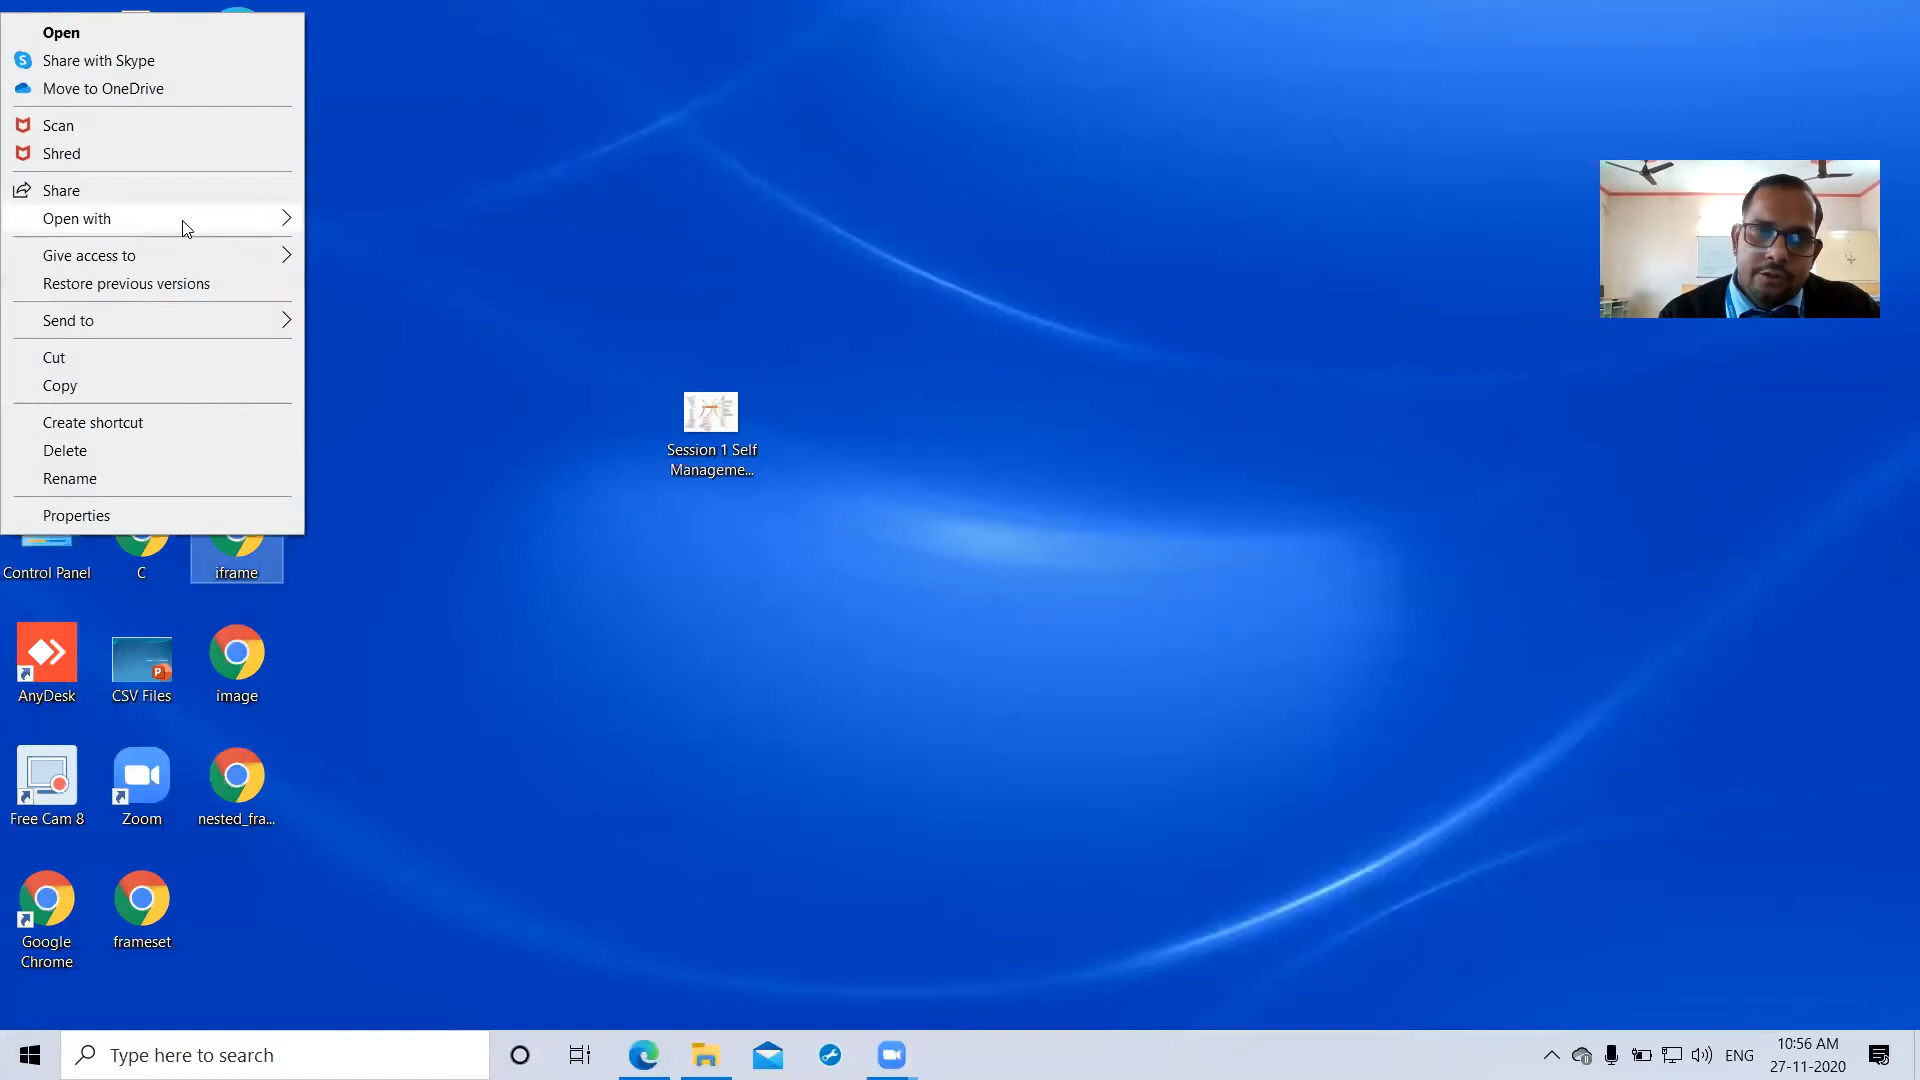 Open
Share with Skype
Move to OneDrive
Scan
Shred
Share
Open with
Give access to
Restore previous versions
Send to
Cut
Copy
Create shortcut
Delete
Rename
Properties
Session 1 Self
Manageme...
Control Panel
C
iframe
AnyDesk
CSV Files
image
Free Cam 8
Zoom
nested_fra...
Google
Chrome
frameset
Type here to search
ENG
10:56 AM
27-11-2020